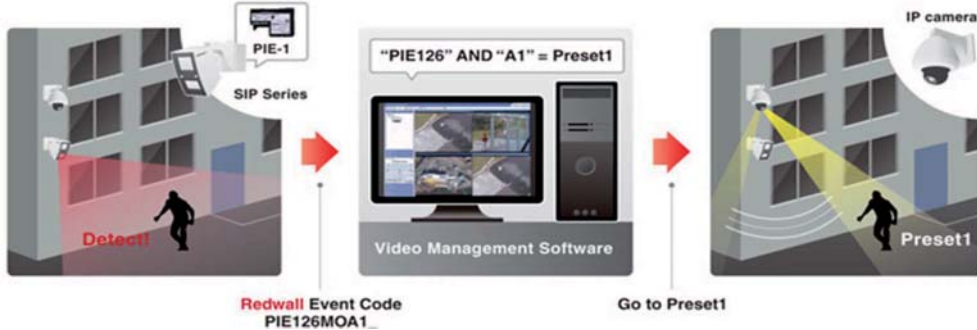 PIE-1
SIP Series
Detect!
"PIE126" AND "A1" = Preset1
Video Management Software
IP camera
Preset1
Redwall Event Code
PIE126MOA1_
Go to Preset1